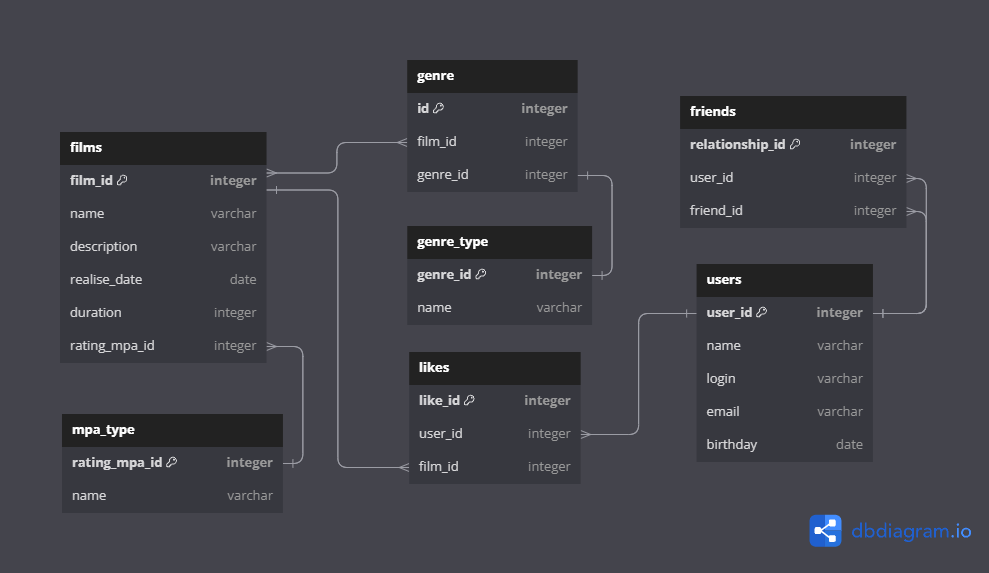 films
film_id integer
name varchar
description varchar
realise_date date
duration integer
rating_mpa_id integer
mpa_type
rating_mpa_id integer
name varchar
genre
id integer
film_id integer
genre_id integer
genre_type
genre_id integer
name varchar
likes
like_id integer
user_id integer
film_id integer
friends
relationship_id integer
user_id integer
friend_id integer
users
user_id integer
name varchar
login varchar
email varchar
birthday date
dbdiagram.io